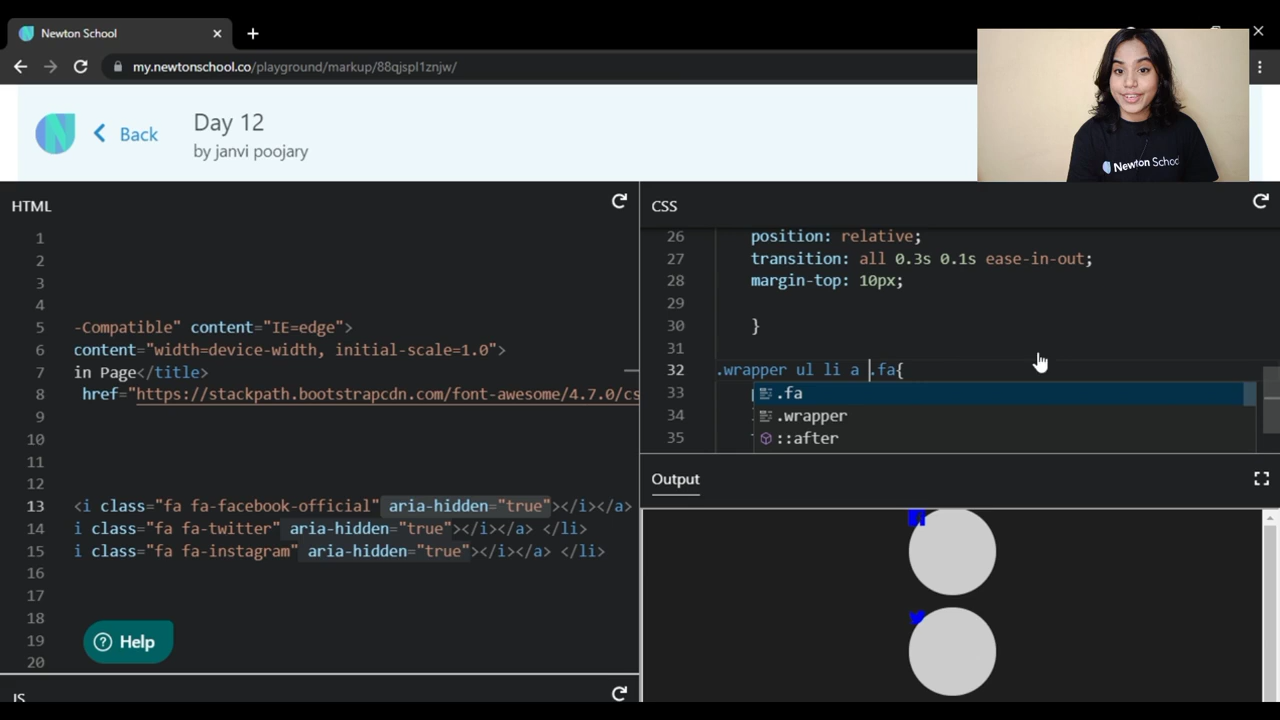 Newton School
my.newtonschool.co/playground/markup/88qjspl1znjw/
Newton School
Back
Day 12
by janvi poojary
HTML
1
2
3
4
5 -Compatible" content="IE=edge">
6 content="width=device-width, initial-scale=1.0">
7 in Page</title>
8 href="https://stackpath.bootstrapcdn.com/font-awesome/4.7.0/cs
9
10
11
12
13 <i class="fa fa-facebook-official" aria-hidden="true"></i></a>
14 i class="fa fa-twitter" aria-hidden="true"></i></a> </li>
15 i class="fa fa-instagram" aria-hidden="true"></i></a> </li>
16
17
18
19
20
Help
JS
CSS
26 position: relative;
27 transition: all 0.3s 0.1s ease-in-out;
28 margin-top: 10px;
29
30 }
31
32 .wrapper ul li a .fa{
33
34
35
.fa
.wrapper
::after
Output